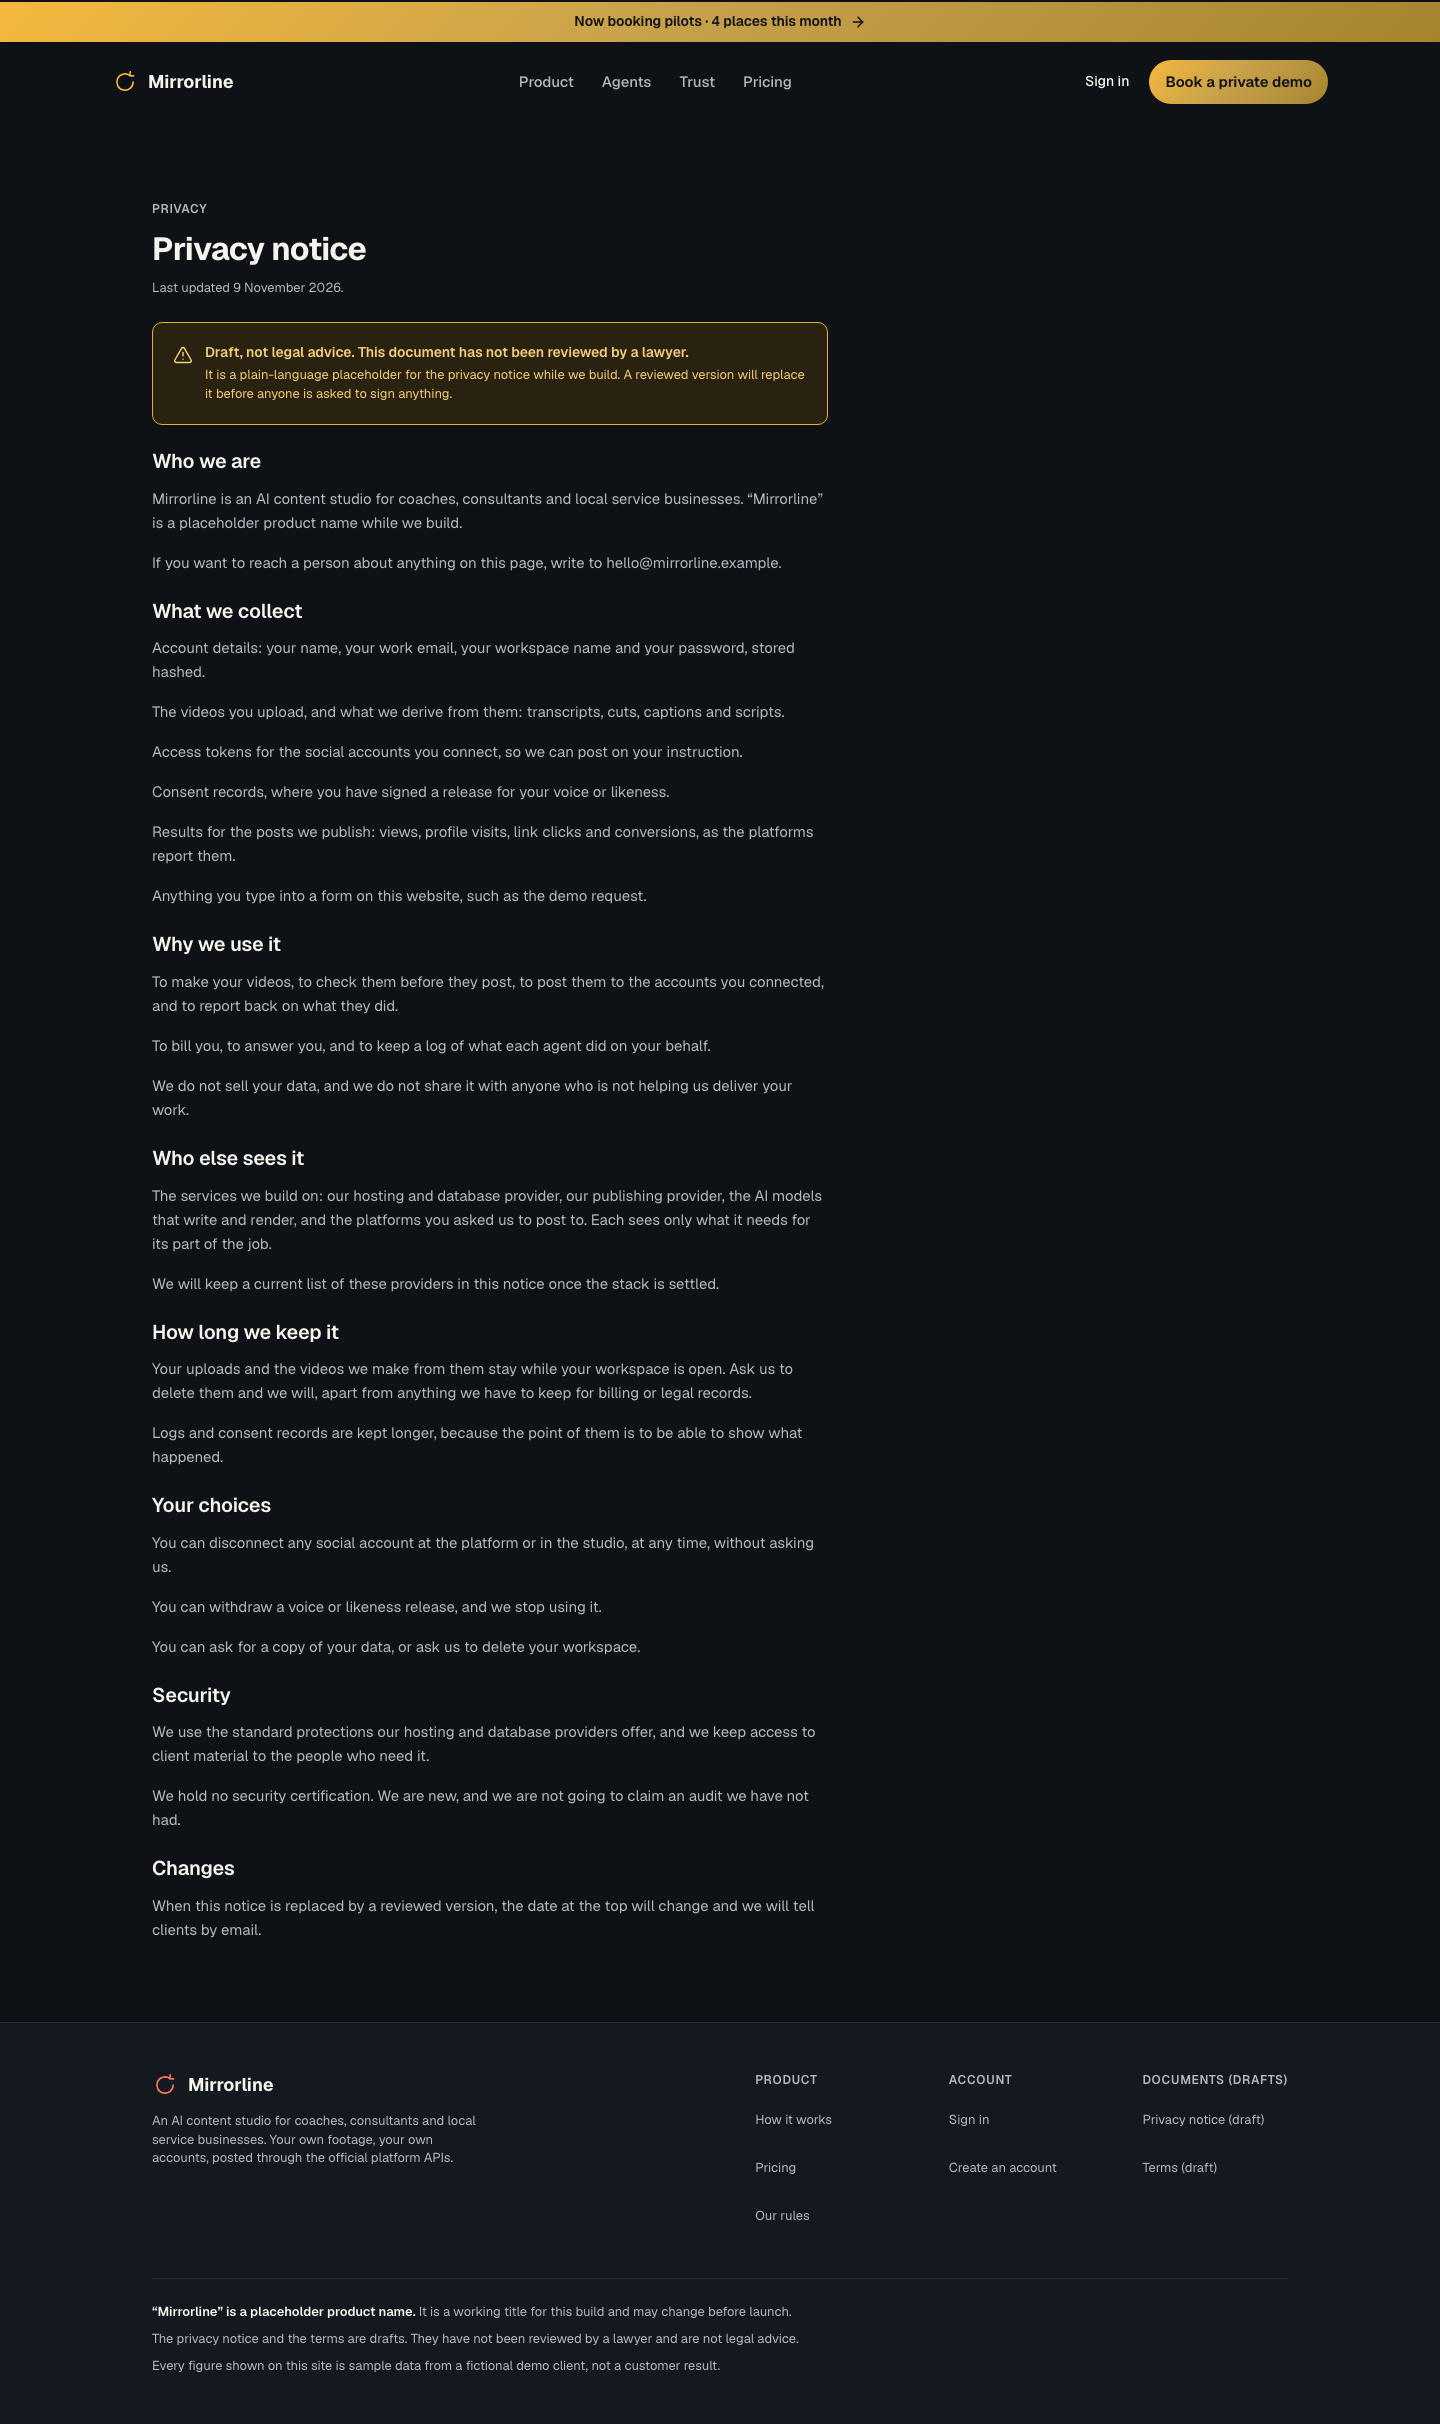 Now booking pilots · 4 places this month
Mirrorline
Product
Agents
Trust
Pricing
Sign in
Book a private demo
PRIVACY
Privacy notice
Last updated 9 November 2026.
Draft, not legal advice. This document has not been reviewed by a lawyer.
It is a plain-language placeholder for the privacy notice while we build. A reviewed version will replace
it before anyone is asked to sign anything.
Who we are
Mirrorline is an AI content studio for coaches, consultants and local service businesses. “Mirrorline”
is a placeholder product name while we build.
If you want to reach a person about anything on this page, write to hello@mirrorline.example.
What we collect
Account details: your name, your work email, your workspace name and your password, stored
hashed.
The videos you upload, and what we derive from them: transcripts, cuts, captions and scripts.
Access tokens for the social accounts you connect, so we can post on your instruction.
Consent records, where you have signed a release for your voice or likeness.
Results for the posts we publish: views, profile visits, link clicks and conversions, as the platforms
report them.
Anything you type into a form on this website, such as the demo request.
Why we use it
To make your videos, to check them before they post, to post them to the accounts you connected,
and to report back on what they did.
To bill you, to answer you, and to keep a log of what each agent did on your behalf.
We do not sell your data, and we do not share it with anyone who is not helping us deliver your
work.
Who else sees it
The services we build on: our hosting and database provider, our publishing provider, the AI models
that write and render, and the platforms you asked us to post to. Each sees only what it needs for
its part of the job.
We will keep a current list of these providers in this notice once the stack is settled.
How long we keep it
Your uploads and the videos we make from them stay while your workspace is open. Ask us to
delete them and we will, apart from anything we have to keep for billing or legal records.
Logs and consent records are kept longer, because the point of them is to be able to show what
happened.
Your choices
You can disconnect any social account at the platform or in the studio, at any time, without asking
us.
You can withdraw a voice or likeness release, and we stop using it.
You can ask for a copy of your data, or ask us to delete your workspace.
Security
We use the standard protections our hosting and database providers offer, and we keep access to
client material to the people who need it.
We hold no security certification. We are new, and we are not going to claim an audit we have not
had.
Changes
When this notice is replaced by a reviewed version, the date at the top will change and we will tell
clients by email.
Mirrorline
An AI content studio for coaches, consultants and local
service businesses. Your own footage, your own
accounts, posted through the official platform APIs.
PRODUCT
How it works
Pricing
Our rules
ACCOUNT
Sign in
Create an account
DOCUMENTS (DRAFTS)
Privacy notice (draft)
Terms (draft)
“Mirrorline” is a placeholder product name. It is a working title for this build and may change before launch.
The privacy notice and the terms are drafts. They have not been reviewed by a lawyer and are not legal advice.
Every figure shown on this site is sample data from a fictional demo client, not a customer result.